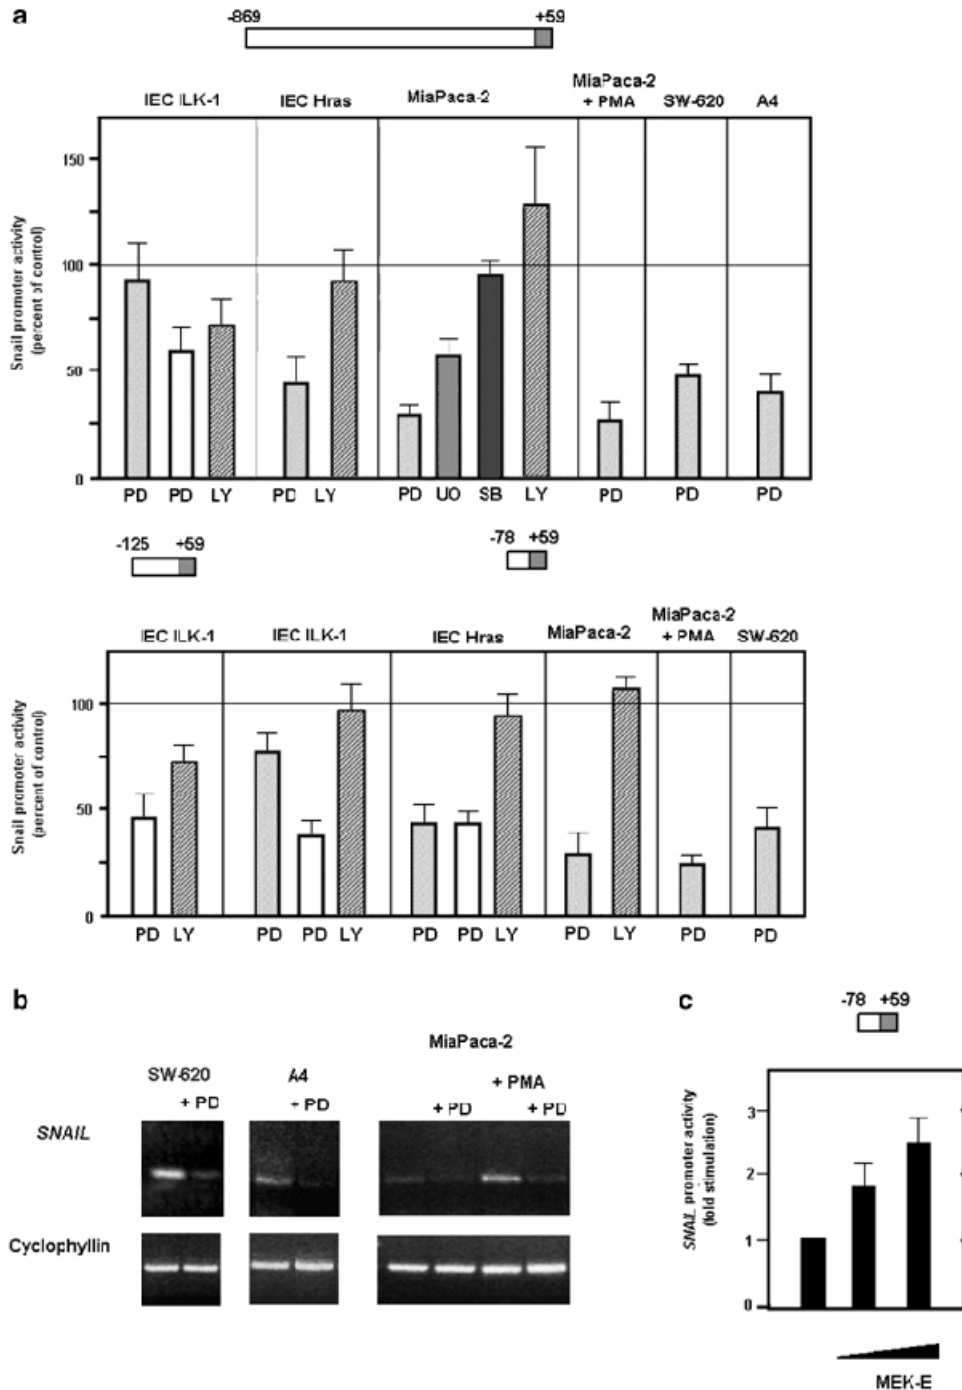 a
-869 +59
IEC ILK-1 IEC Hras MiaPaca-2 MiaPaca-2 + PMA SW-620 A4
Snail promoter activity
(percent of control)
150
100
50
0
PD PD LY PD LY PD UO SB LY PD PD PD
-125 +59 -78 +59
IEC ILK-1 IEC ILK-1 IEC Hras MiaPaca-2 MiaPaca-2 + PMA SW-620
Snail promoter activity
(percent of control)
100
50
0
PD LY PD PD LY PD PD LY PD LY PD PD
b
MiaPaca-2
SW-620 A4 + PMA
+ PD + PD + PD + PD
SNAIL
Cyclophyllin
c
-78 +59
SNAIL promoter activity
(fold stimulation)
3
2
1
0
MEK-E